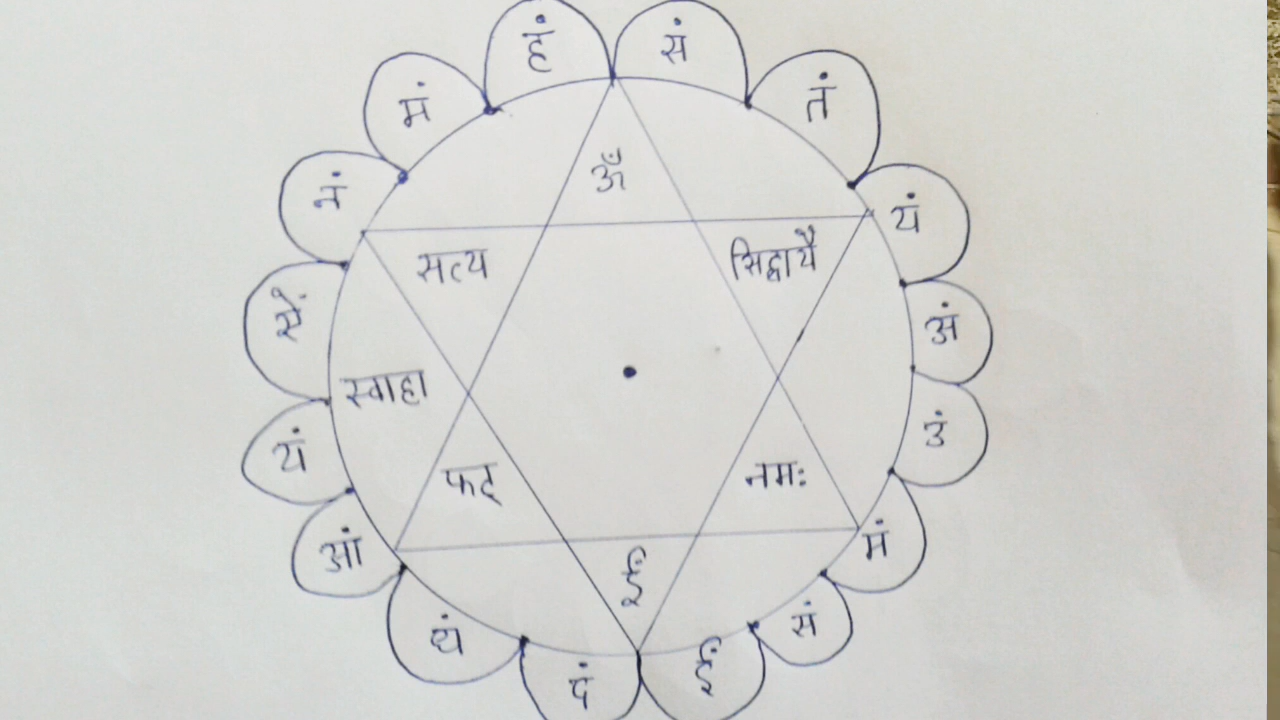 हं
सं
तं
यं
अं
उं
मं
सं
ईं
दं
धं
आं
यं
भं
मं
ॐ
सत्य
सिद्धायै
स्वाहा
फट्
नमः
ईं